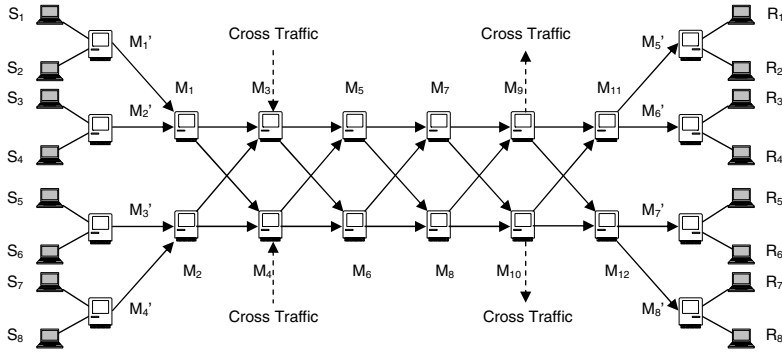 S1
M1'
Cross Traffic
Cross Traffic
M5'
R1
S2
R2
S3
M2'
M1
M3
M5
M7
M9
M11
M6'
R3
S4
R4
S5
M3'
M7'
R5
S6
M2
M4
M6
M8
M10
M12
R6
S7
M4'
M8'
R7
S8
Cross Traffic
Cross Traffic
R8